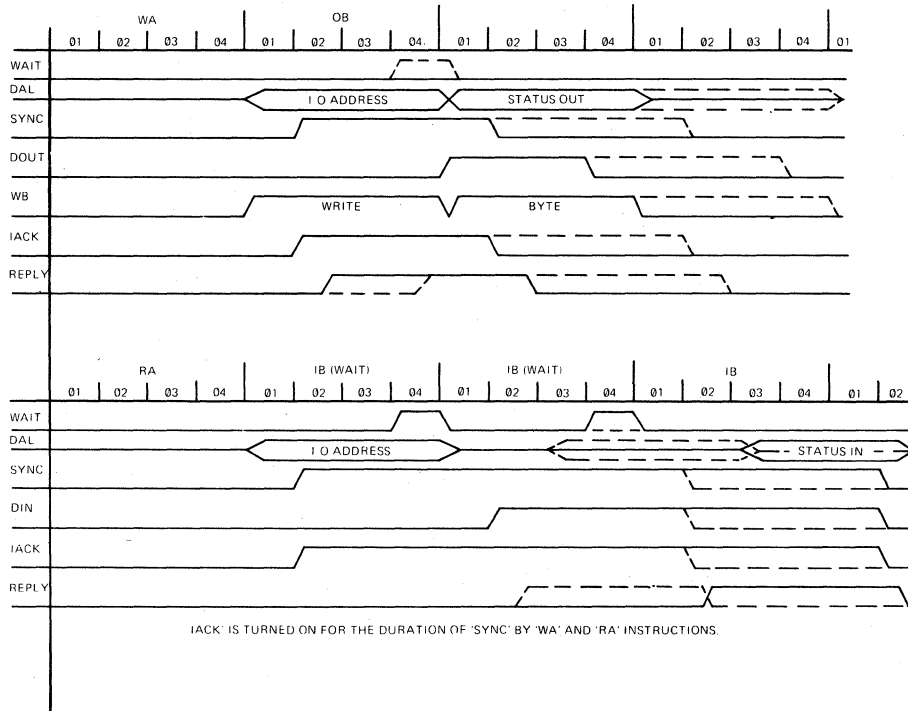 WA OB
01 02 03 04 01 02 03 04. 01 02 03 04 01 02 03 04 01
WAIT
DAL I O ADDRESS STATUS OUT
SYNC
DOUT
WB WRITE BYTE
IACK
REPLY
RA IB (WAIT) IB (WAIT) IB
01 02 03 04 01 02 03 04 01 02 03 04 01 02 03 04 01 02
WAIT
DAL I O ADDRESS STATUS IN
SYNC
DIN
IACK
REPLY
IACK' IS TURNED ON FOR THE DURATION OF 'SYNC' BY 'WA' AND 'RA' INSTRUCTIONS.